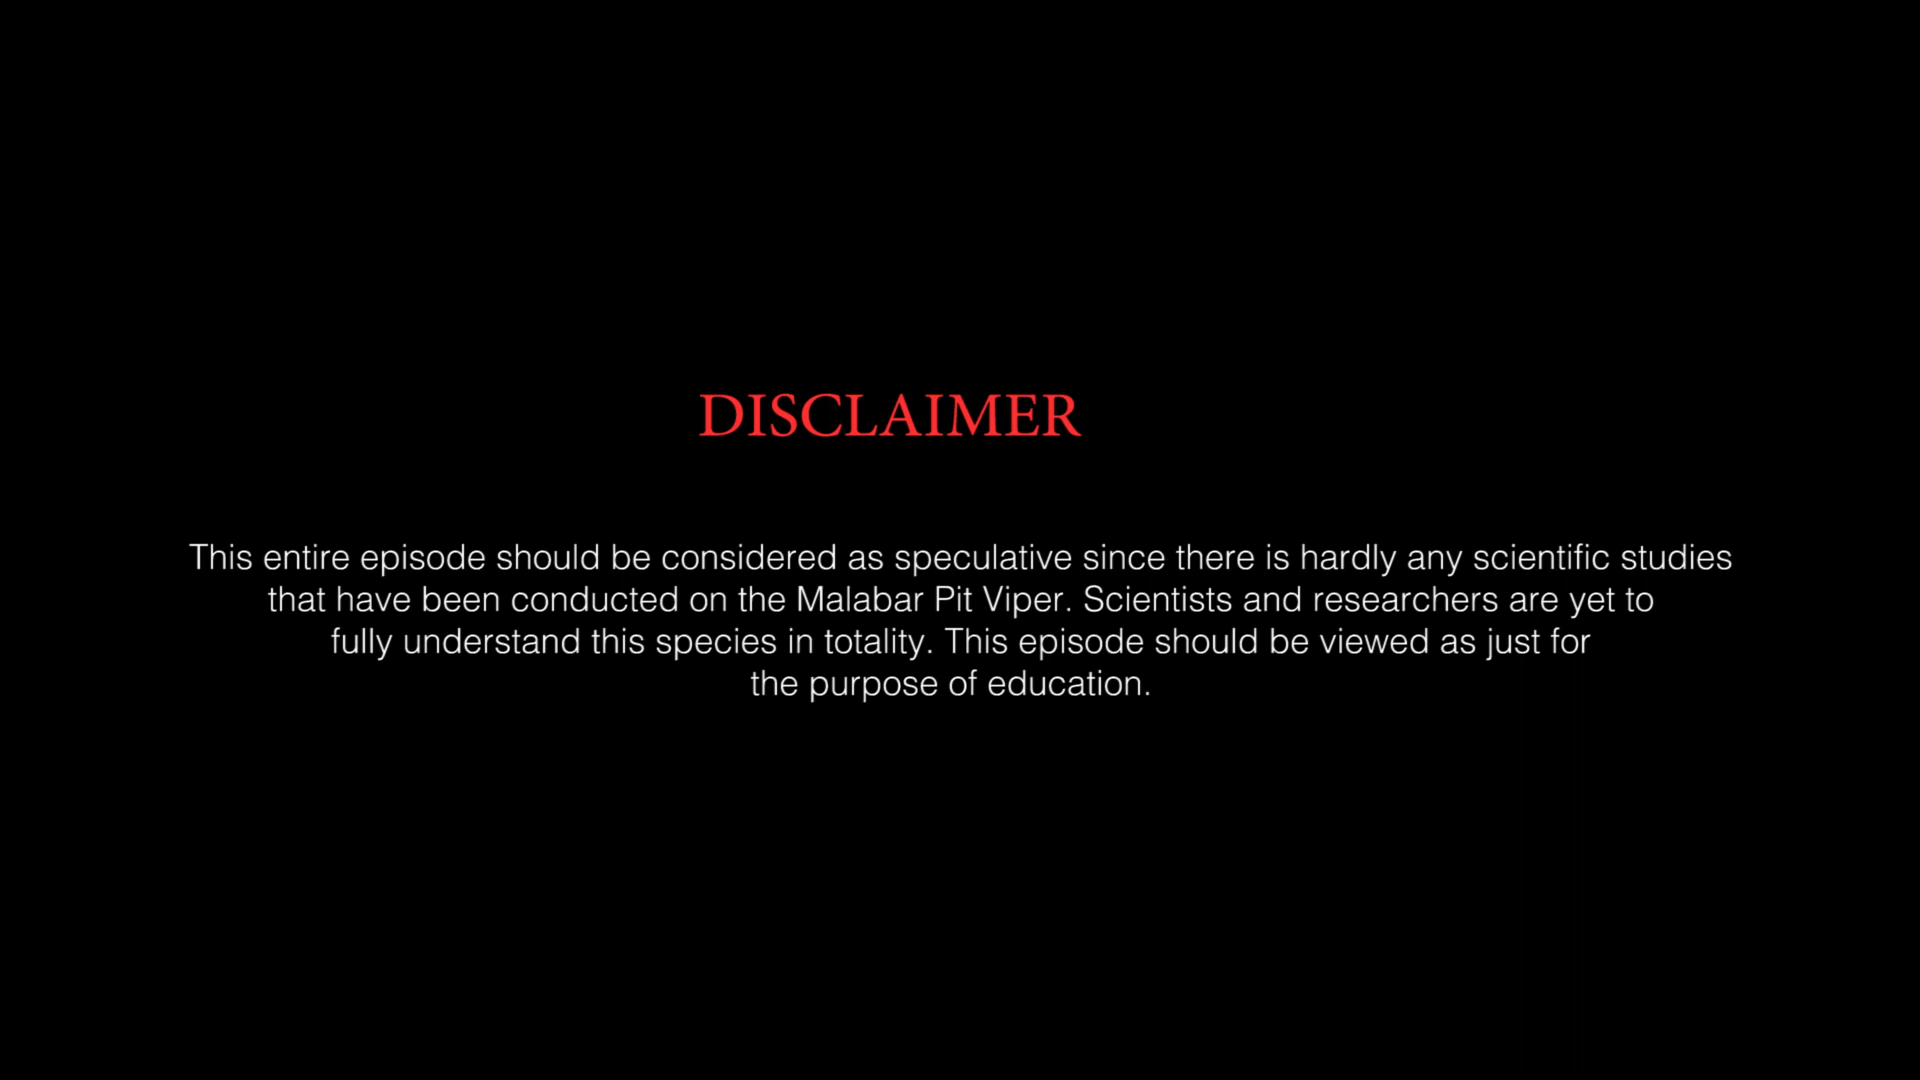 DISCLAIMER
This entire episode should be considered as speculative since there is hardly any scientific studies
that have been conducted on the Malabar Pit Viper. Scientists and researchers are yet to
fully understand this species in totality. This episode should be viewed as just for
the purpose of education.